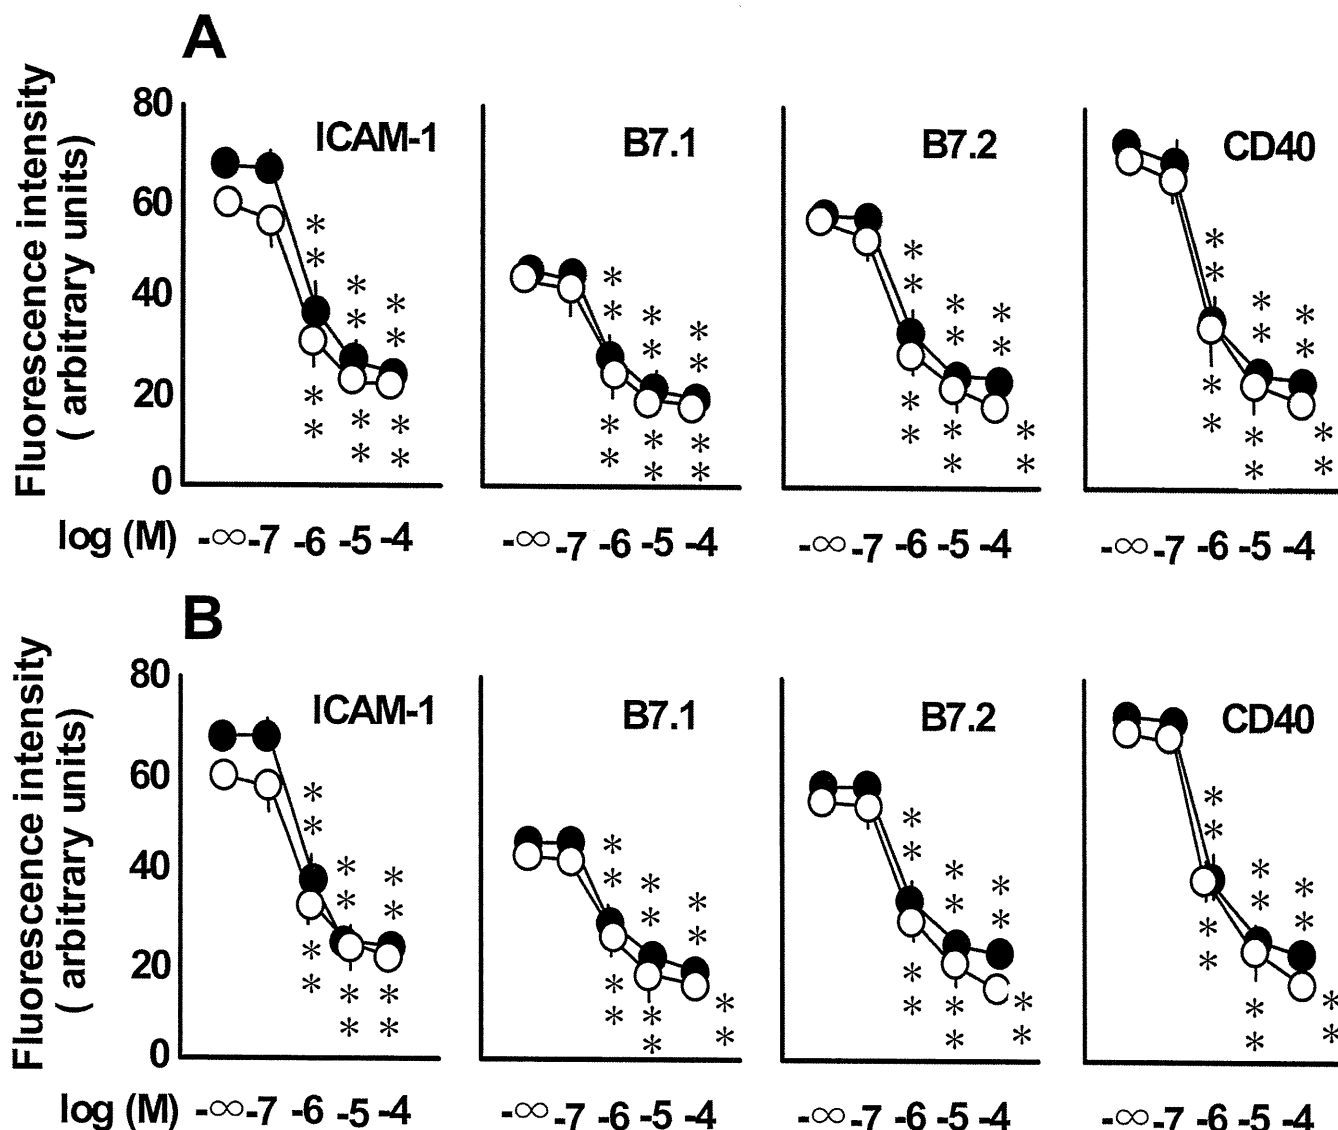 A
Fluorescence intensity
( arbitrary units)
80
60
40
20
0
ICAM-1
B7.1
B7.2
CD40
* * * * * *
* * * * * *
* * * * * *
* * * * * *
* * * * * *
* * * * * *
* * * * * *
* * * * * *
log (M) -∞ -7 -6 -5 -4
-∞ -7 -6 -5 -4
-∞ -7 -6 -5 -4
-∞ -7 -6 -5 -4
B
Fluorescence intensity
( arbitrary units)
80
60
40
20
0
ICAM-1
B7.1
B7.2
CD40
* * * * * *
* * * * * *
* * * * * *
* * * * * *
* * * * * *
* * * * * *
* * * * * *
* * * * * *
log (M) -∞ -7 -6 -5 -4
-∞ -7 -6 -5 -4
-∞ -7 -6 -5 -4
-∞ -7 -6 -5 -4